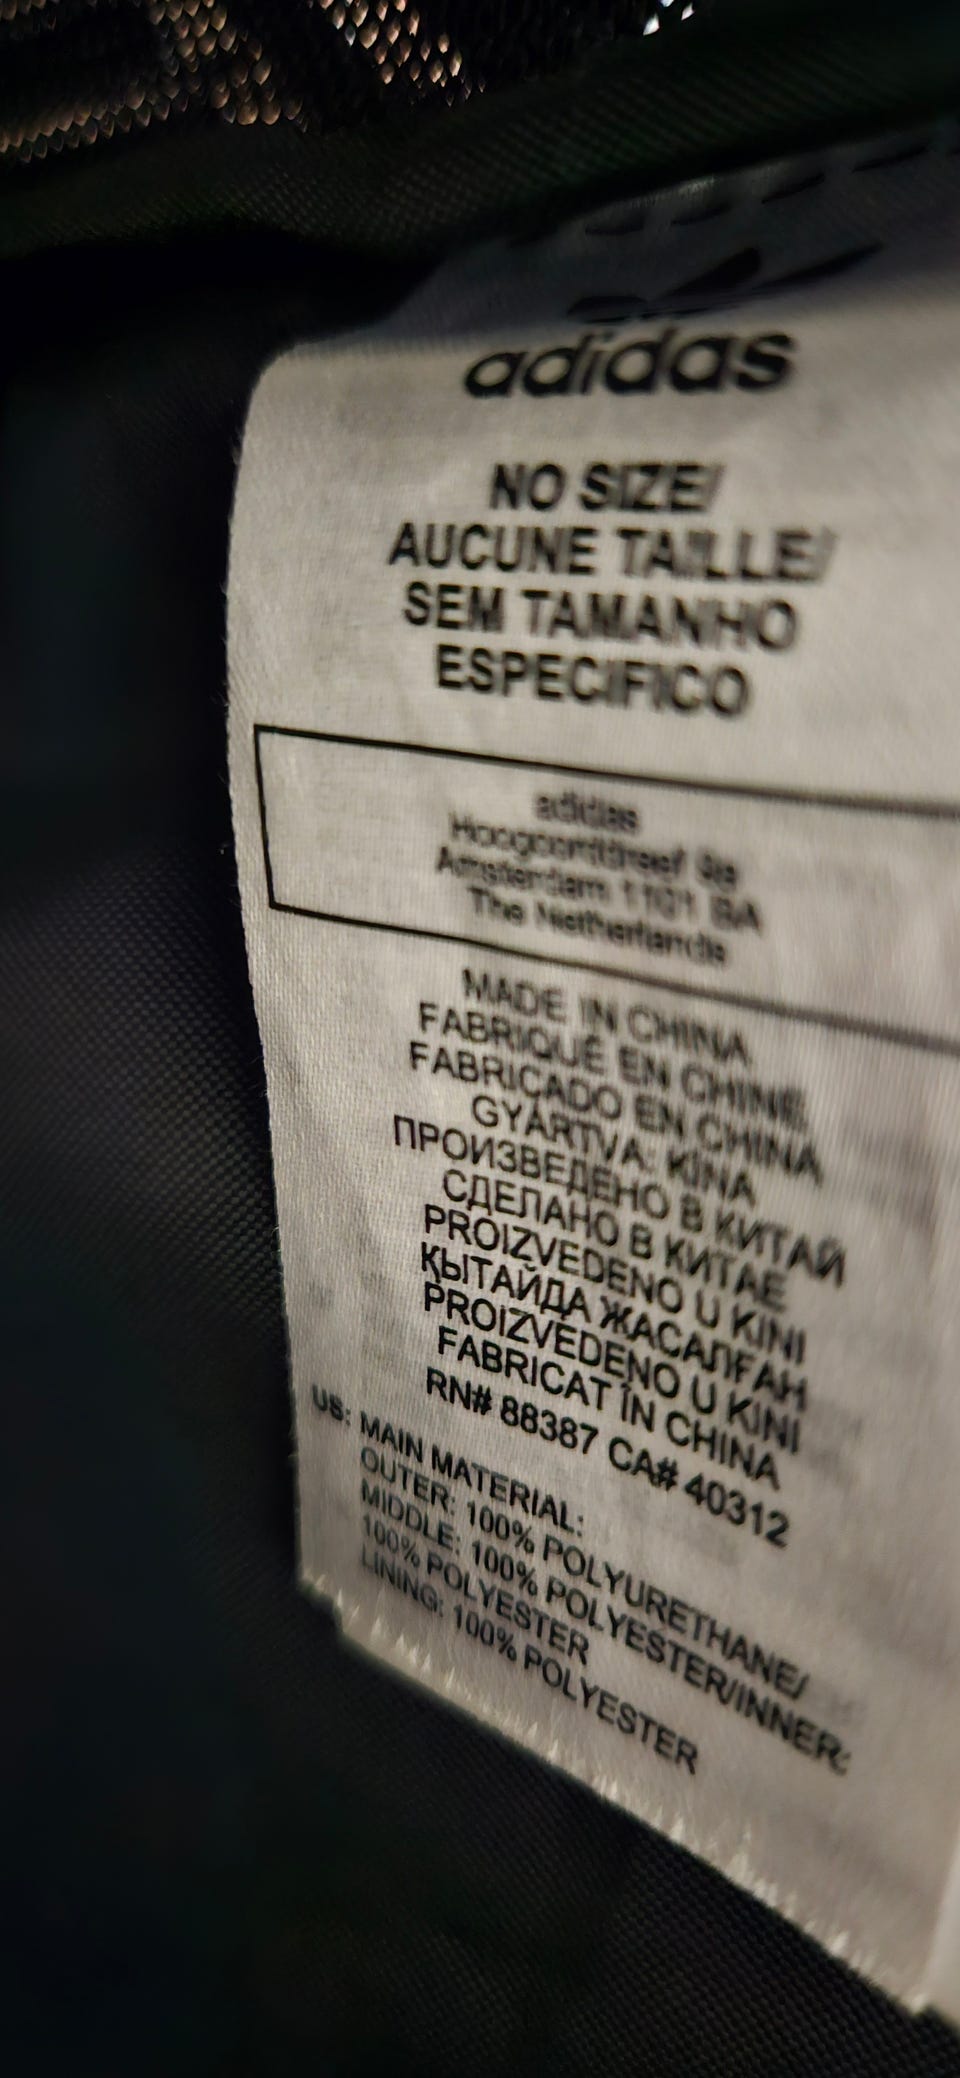 adidas
NO SIZE/
AUCUNE TAILLE/
SEM TAMANHO
ESPECIFICO
adidas
Hoogoorddreef 9a
Amsterdam 1101 BA
The Netherlands
MADE IN CHINA
FABRIQUÉ EN CHINE
FABRICADO EN CHINA
GYÁRTVA: KÍNA
ПРОИЗВЕДЕНО В КИТАЙ
СДЕЛАНО В КИТАЕ
PROIZVEDENO U KINI
ҚЫТАЙДА ЖАСАЛҒАН
PROIZVEDENO U KINI
FABRICAT ÎN CHINA
RN# 88387 CA# 40312
US: MAIN MATERIAL:
OUTER: 100% POLYURETHANE/
MIDDLE: 100% POLYESTER/INNER:
100% POLYESTER
LINING: 100% POLYESTER